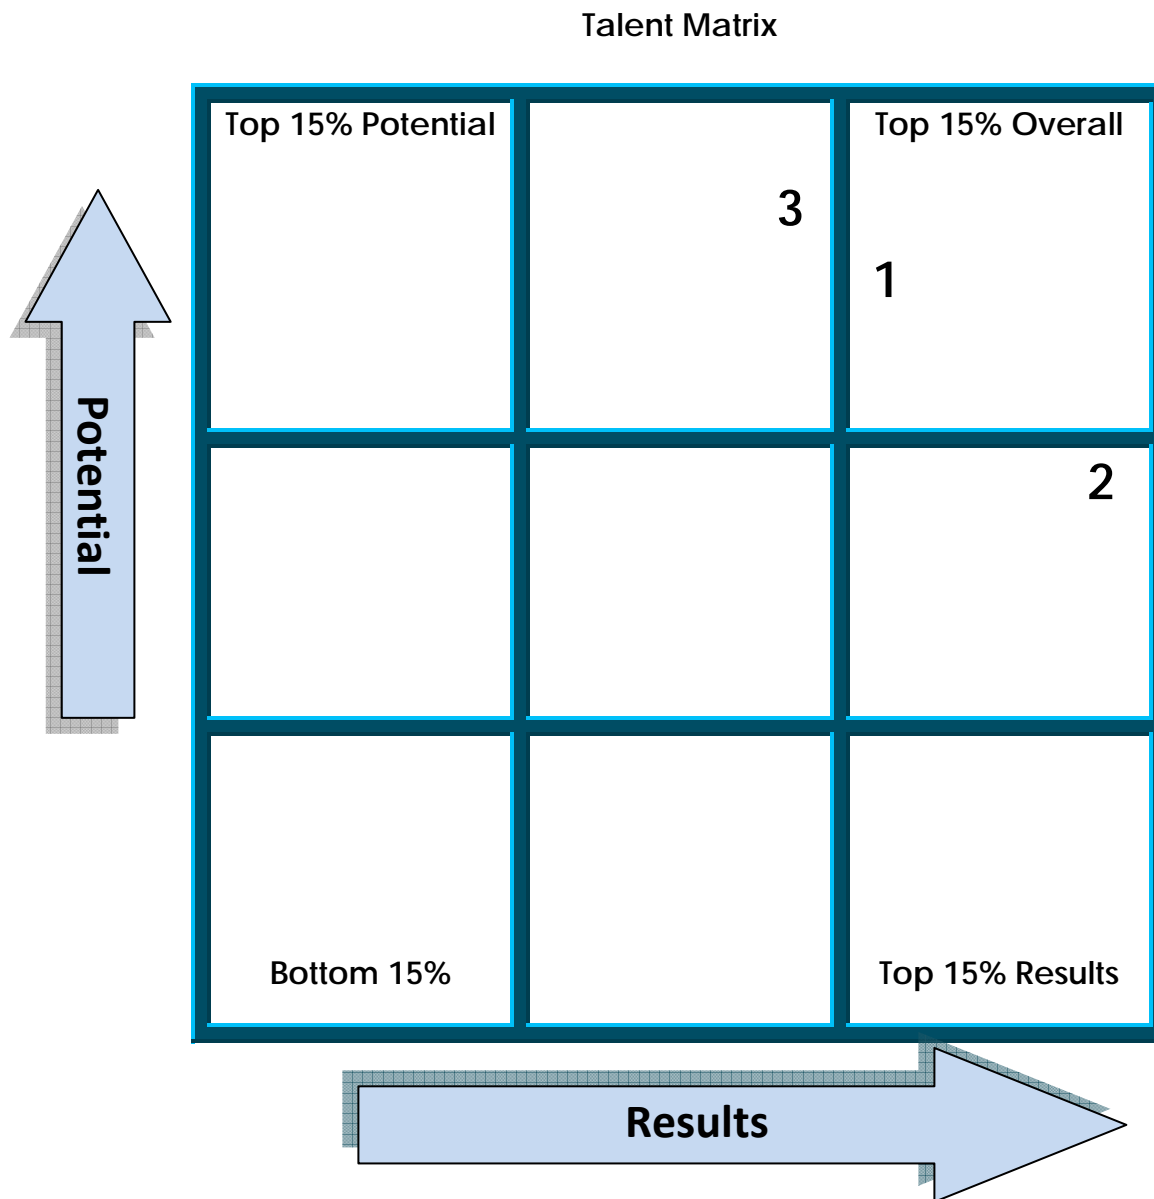 Talent Matrix
Top 15% Potential
Top 15% Overall
3
1
Potential
2
Bottom 15%
Top 15% Results
Results